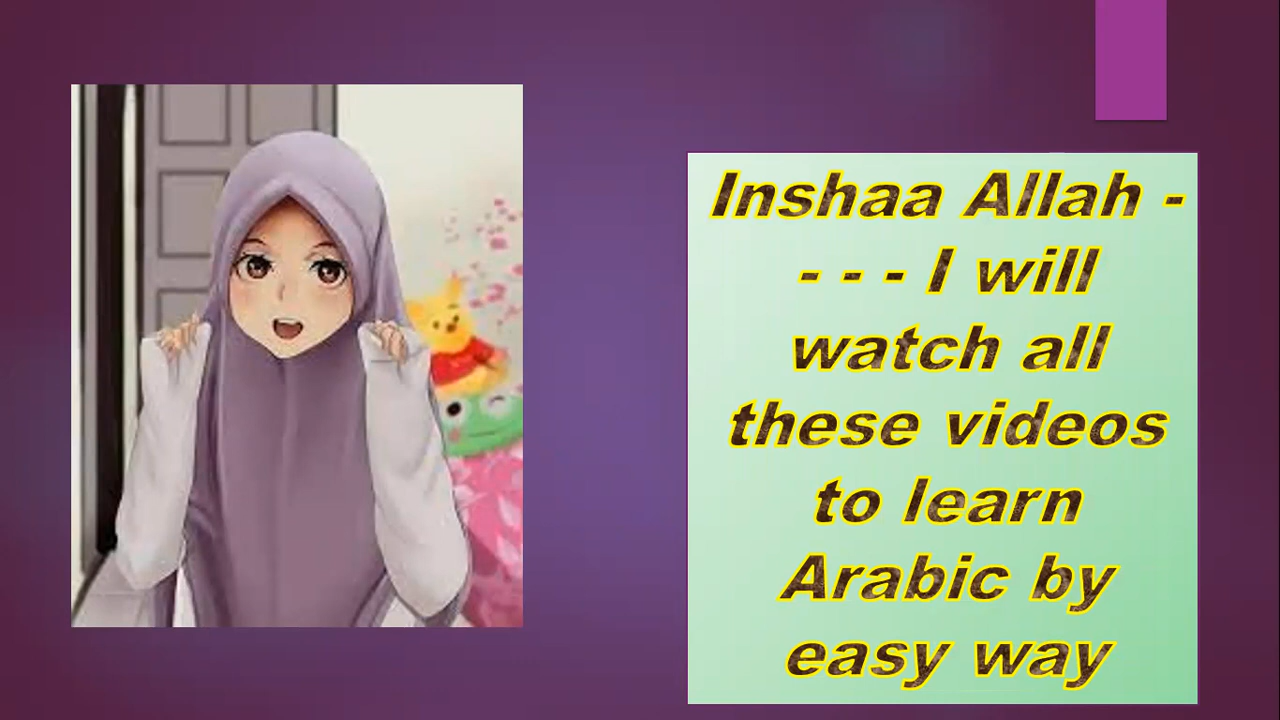 Inshaa Allah -
- - - I will
watch all
these videos
to learn
Arabic by
easy way